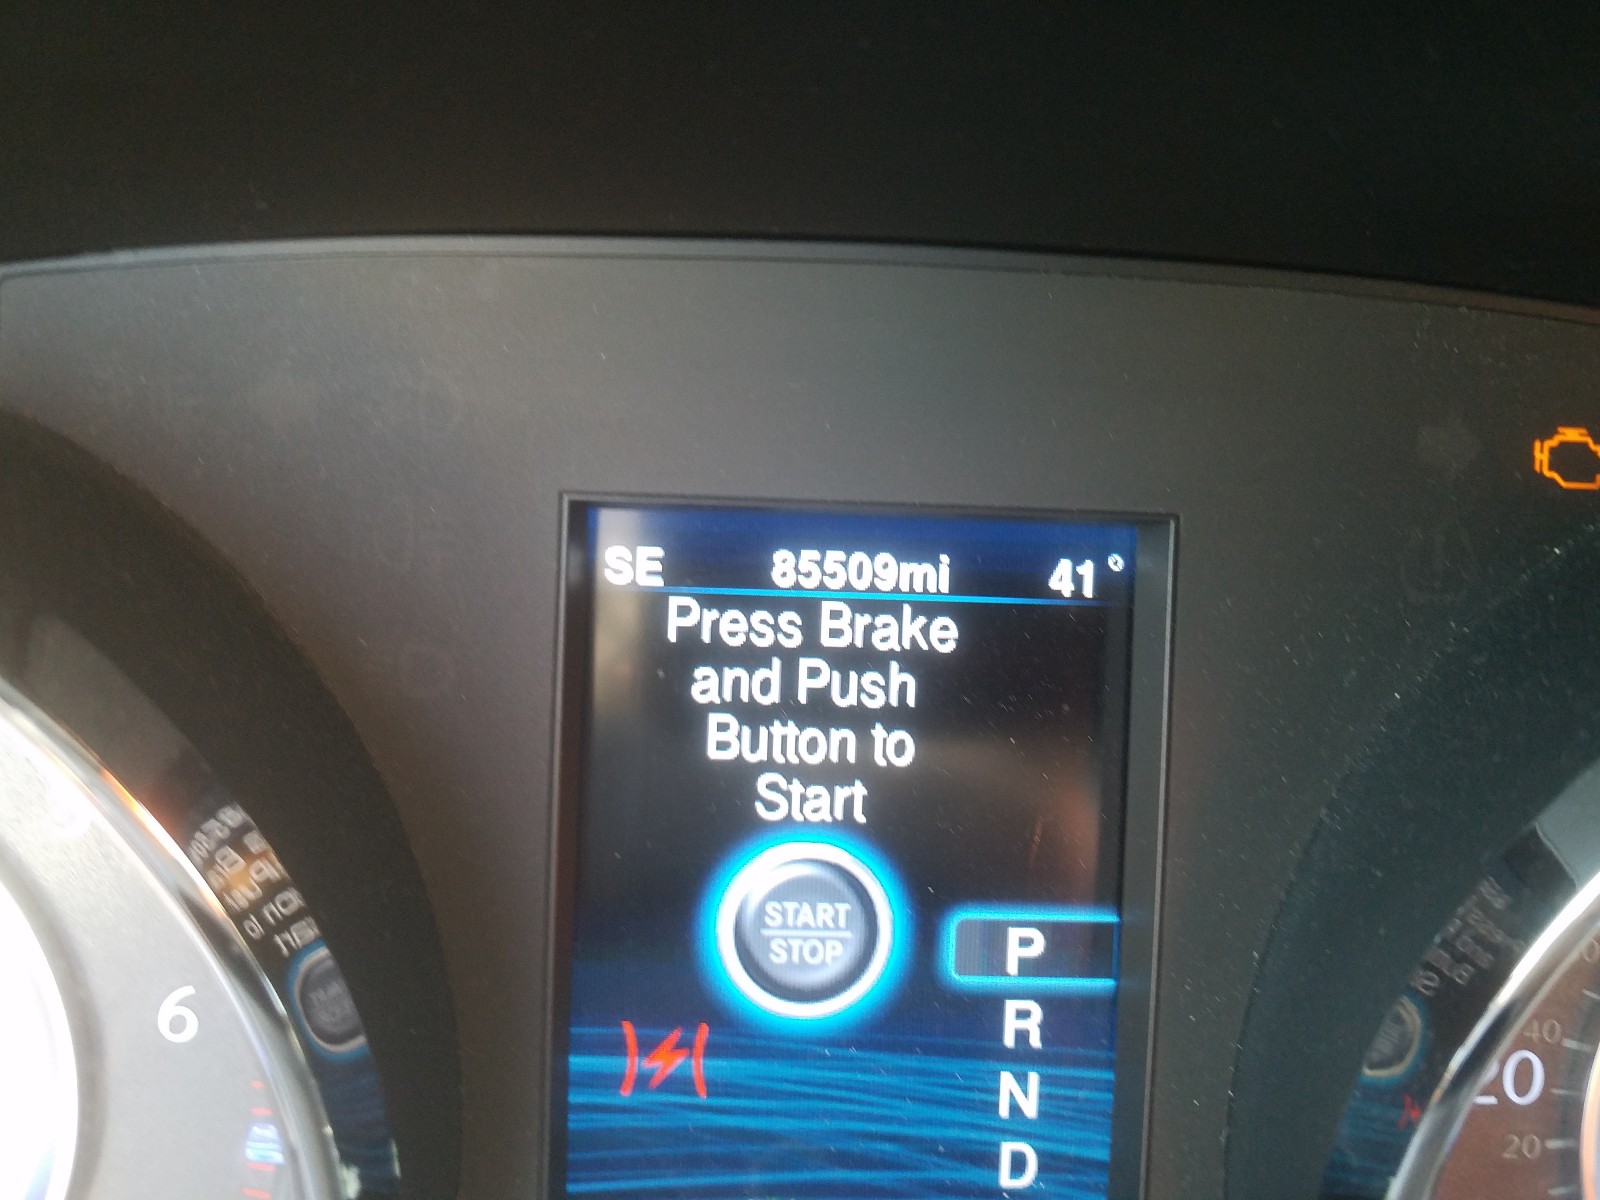 SE 85509mi 41°
Press Brake
and Push
Button to
Start
START
STOP
P
R
N
D
6
40
20
20